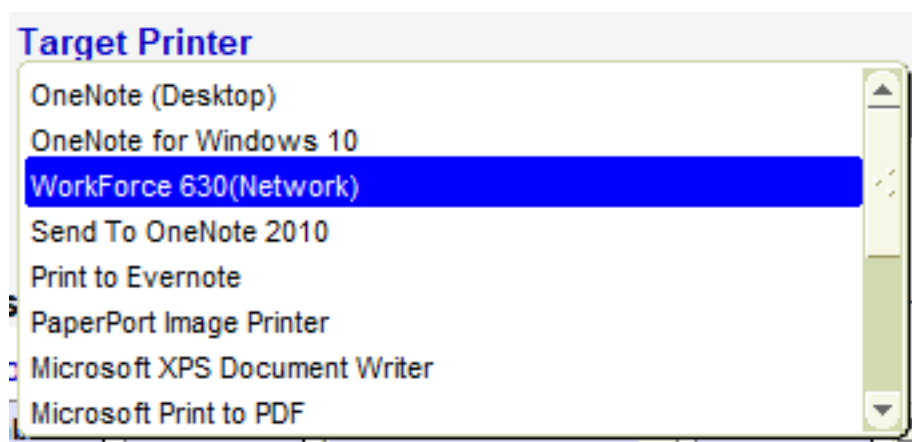 Target Printer
OneNote (Desktop)
OneNote for Windows 10
WorkForce 630(Network)
Send To OneNote 2010
Print to Evernote
PaperPort Image Printer
Microsoft XPS Document Writer
Microsoft Print to PDF